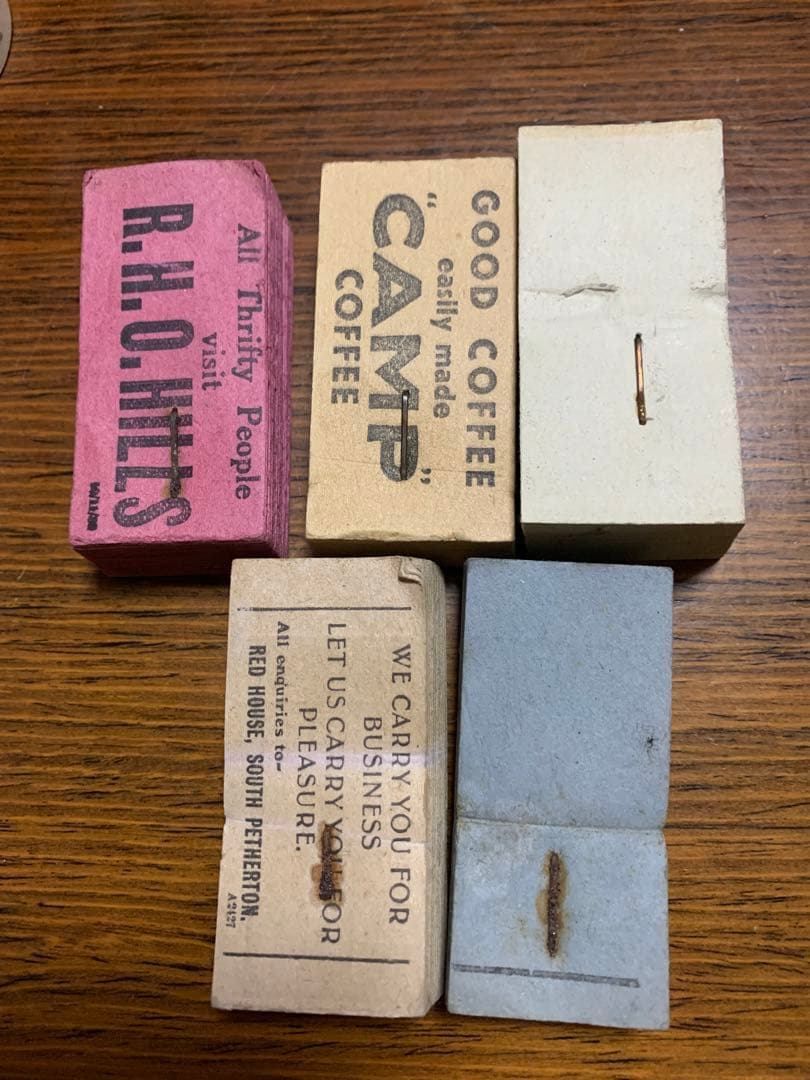 All Thrifty People
visit
R. H. O. HILLS
GOOD COFFEE
easily made
"CAMP"
COFFEE
WE CARRY YOU FOR
BUSINESS
LET US CARRY YOU FOR
PLEASURE.
All enquiries to—
RED HOUSE, SOUTH PETHERTON.
A2427